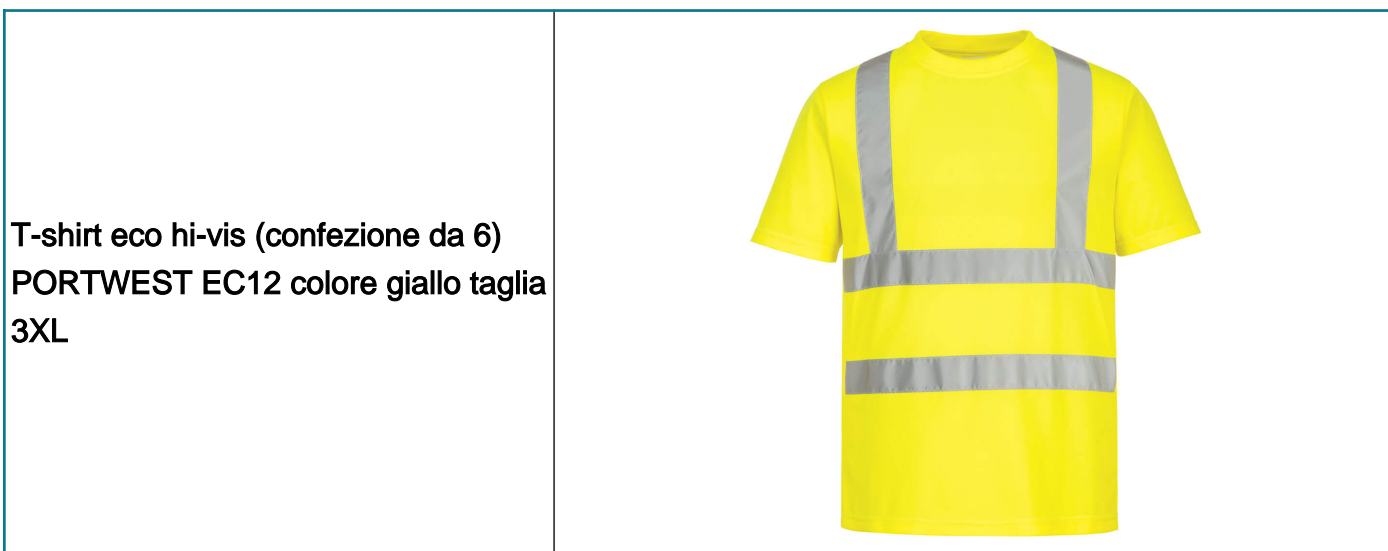 T-shirt eco hi-vis (confezione da 6)
PORTWEST EC12 colore giallo taglia
3XL